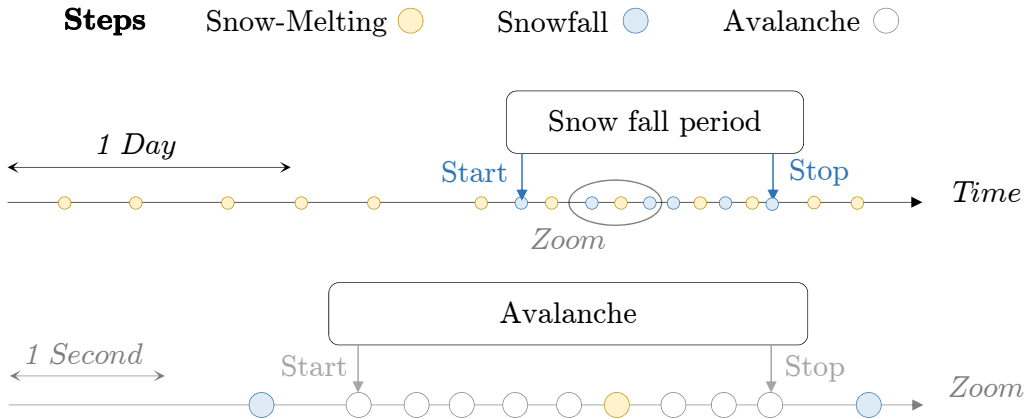 Steps Snow-Melting Snowfall Avalanche
Snow fall period
1 Day
Start Stop
Time
Zoom
Avalanche
1 Second
Start Stop
Zoom